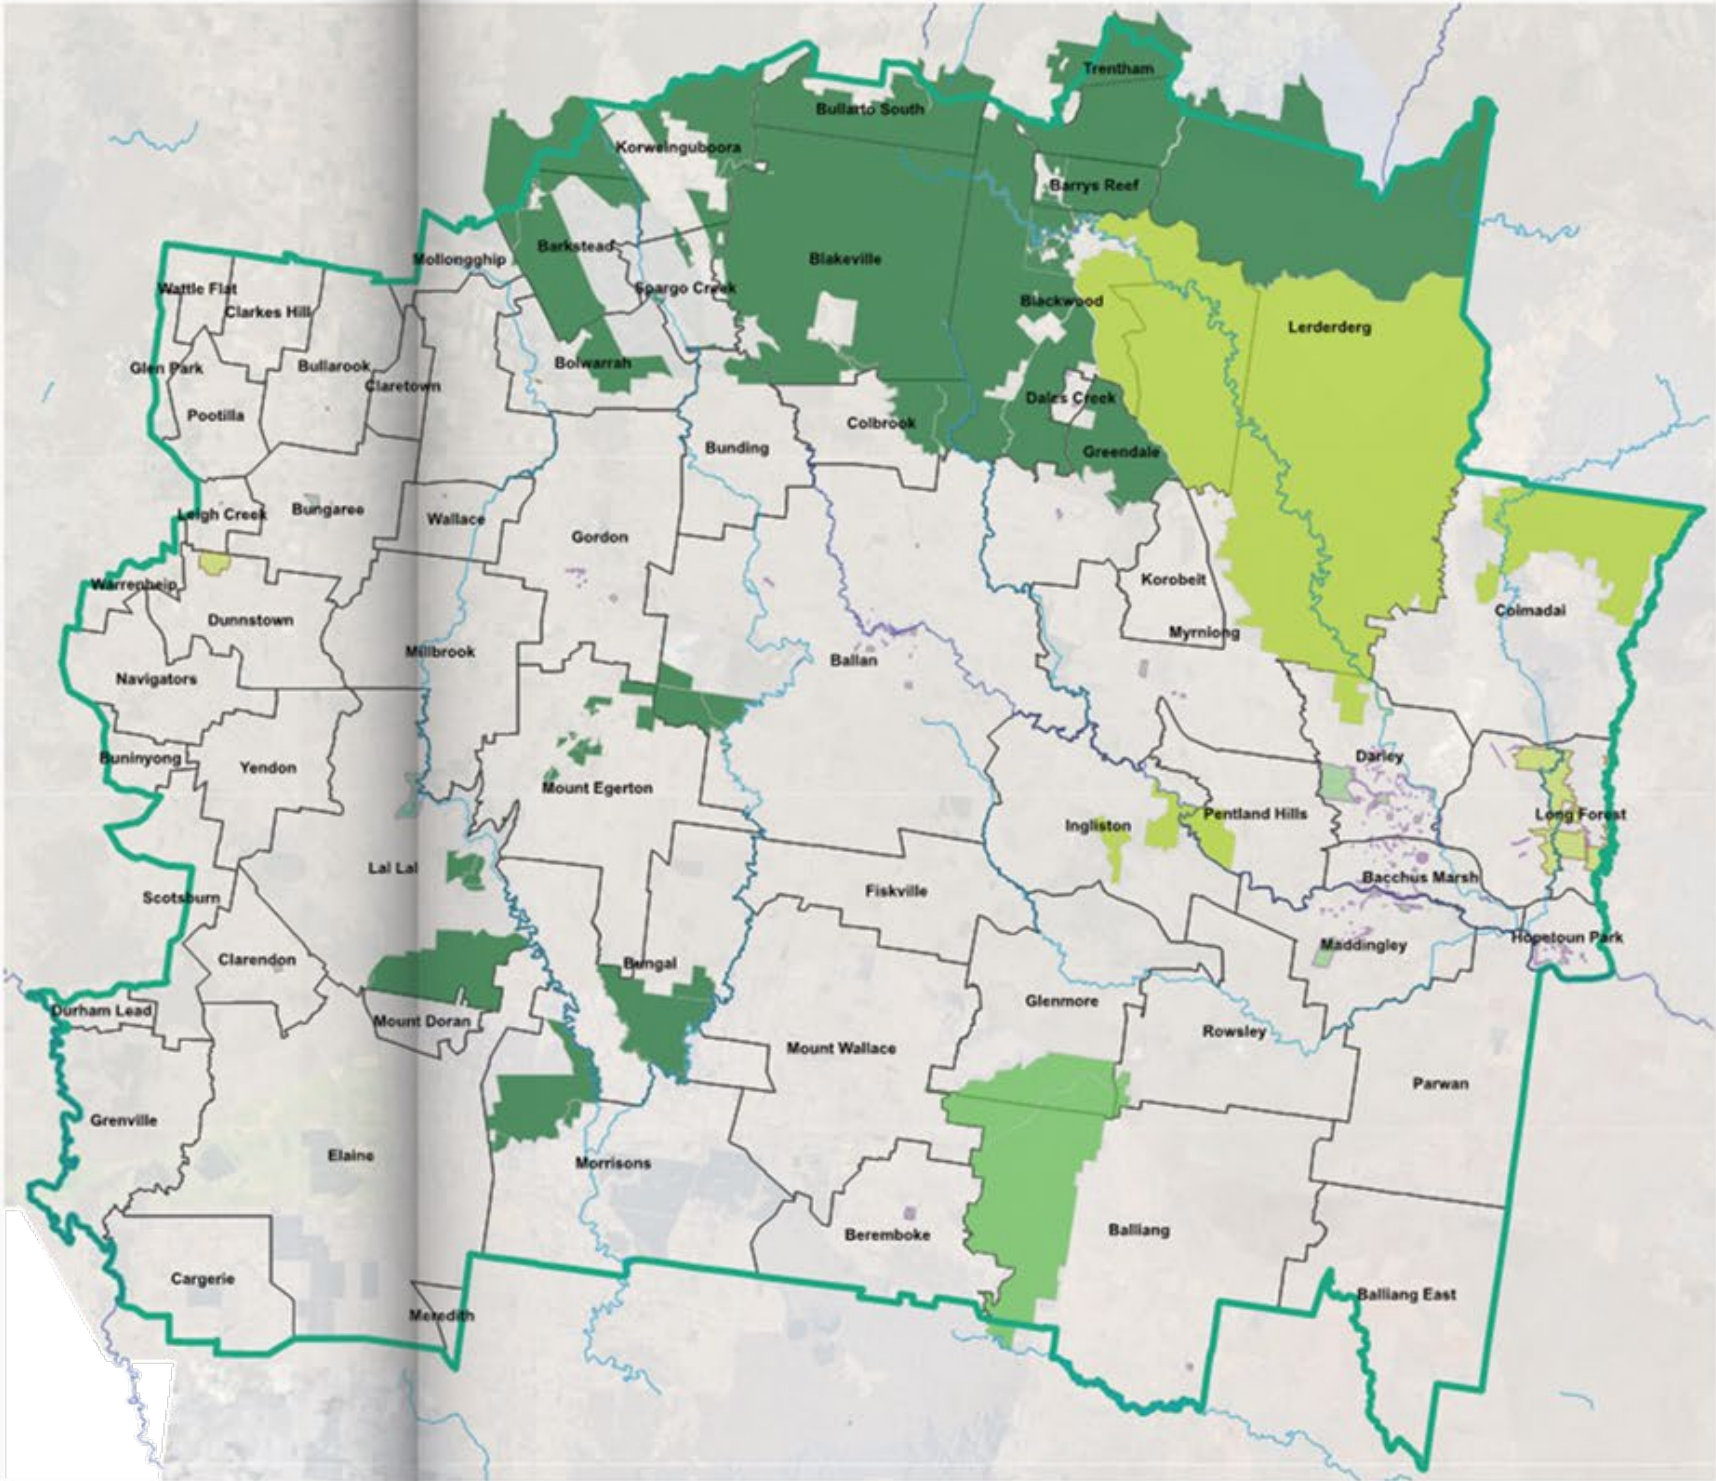 Trentham
Bullarto South
Korweinguboora
Barrys Reef
Barkstead
Mollongghip
Blakeville
Spargo Creek
Wattle Flat
Clarkes Hill
Blackwood
Lerderderg
Glen Park
Bullarook
Bolwarrah
Claretown
Dales Creek
Pootilla
Colbrook
Bunding
Greendale
Leigh Creek
Bungaree
Wallace
Gordon
Warrenheip
Korobeit
Coimadai
Dunnstown
Myrniong
Millbrook
Ballan
Navigators
Buninyong
Yendon
Darley
Mount Egerton
Pentland Hills
Long Forest
Ingliston
Lal Lal
Bacchus Marsh
Fiskville
Scotsburn
Hopetoun Park
Maddingley
Clarendon
Bungal
Glenmore
Durham Lead
Mount Doran
Rowsley
Mount Wallace
Parwan
Grenville
Elaine
Morrisons
Balliang
Beremboke
Cargerie
Balliang East
Meredith